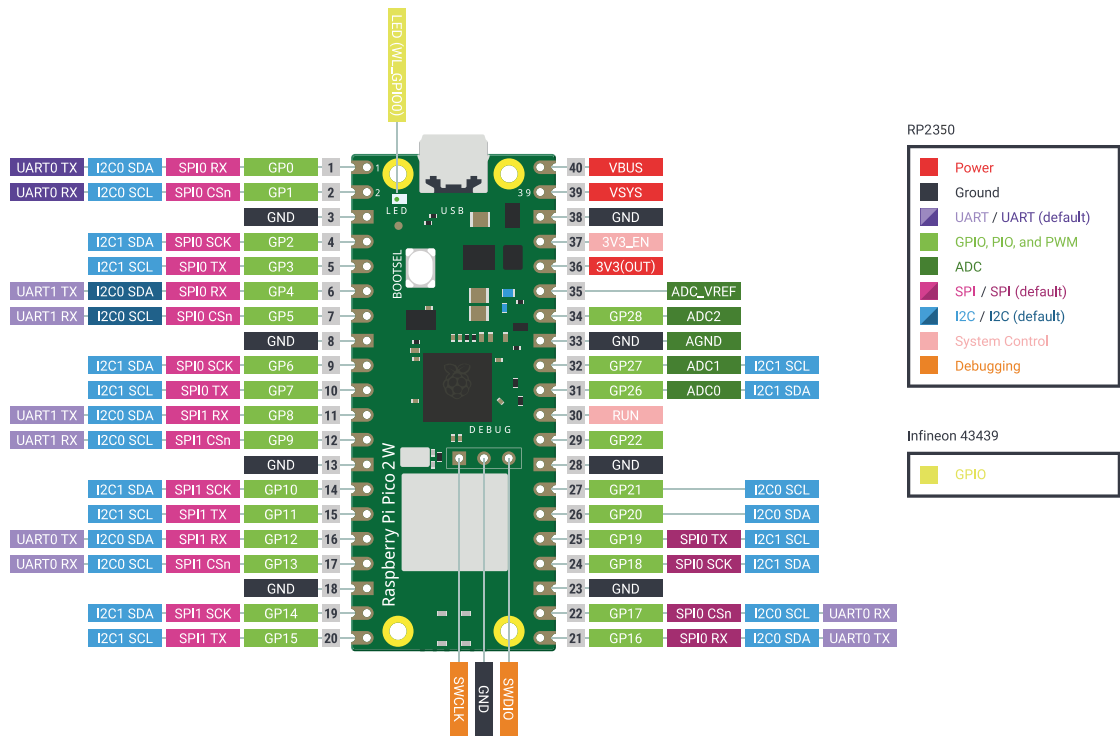 LED (WL_GPIO0)
UART0 TX I2C0 SDA SPI0 RX GP0 1 1 40 VBUS
UART0 RX I2C0 SCL SPI0 CSn GP1 2 2 39 39 VSYS
LED USB
GND 3 38 GND
I2C1 SDA SPI0 SCK GP2 4 37 3V3_EN
I2C1 SCL SPI0 TX GP3 5 36 3V3(OUT)
BOOTSEL
UART1 TX I2C0 SDA SPI0 RX GP4 6 35 ADC_VREF
UART1 RX I2C0 SCL SPI0 CSn GP5 7 34 GP28 ADC2
GND 8 33 GND AGND
I2C1 SDA SPI0 SCK GP6 9 32 GP27 ADC1 I2C1 SCL
I2C1 SCL SPI0 TX GP7 10 31 GP26 ADC0 I2C1 SDA
UART1 TX I2C0 SDA SPI1 RX GP8 11 30 RUN
DEBUG
UART1 RX I2C0 SCL SPI1 CSn GP9 12 29 GP22
GND 13 28 GND
I2C1 SDA SPI1 SCK GP10 14 27 GP21 I2C0 SCL
I2C1 SCL SPI1 TX GP11 15 26 GP20 I2C0 SDA
UART0 TX I2C0 SDA SPI1 RX GP12 16 25 GP19 SPI0 TX I2C1 SCL
UART0 RX I2C0 SCL SPI1 CSn GP13 17 24 GP18 SPI0 SCK I2C1 SDA
GND 18 23 GND
I2C1 SDA SPI1 SCK GP14 19 22 GP17 SPI0 CSn I2C0 SCL UART0 RX
I2C1 SCL SPI1 TX GP15 20 21 GP16 SPI0 RX I2C0 SDA UART0 TX
Raspberry Pi Pico 2 W
SWCLK
GND
SWDIO
RP2350
Power
Ground
UART / UART (default)
GPIO, PIO, and PWM
ADC
SPI / SPI (default)
I2C / I2C (default)
System Control
Debugging
Infineon 43439
GPIO